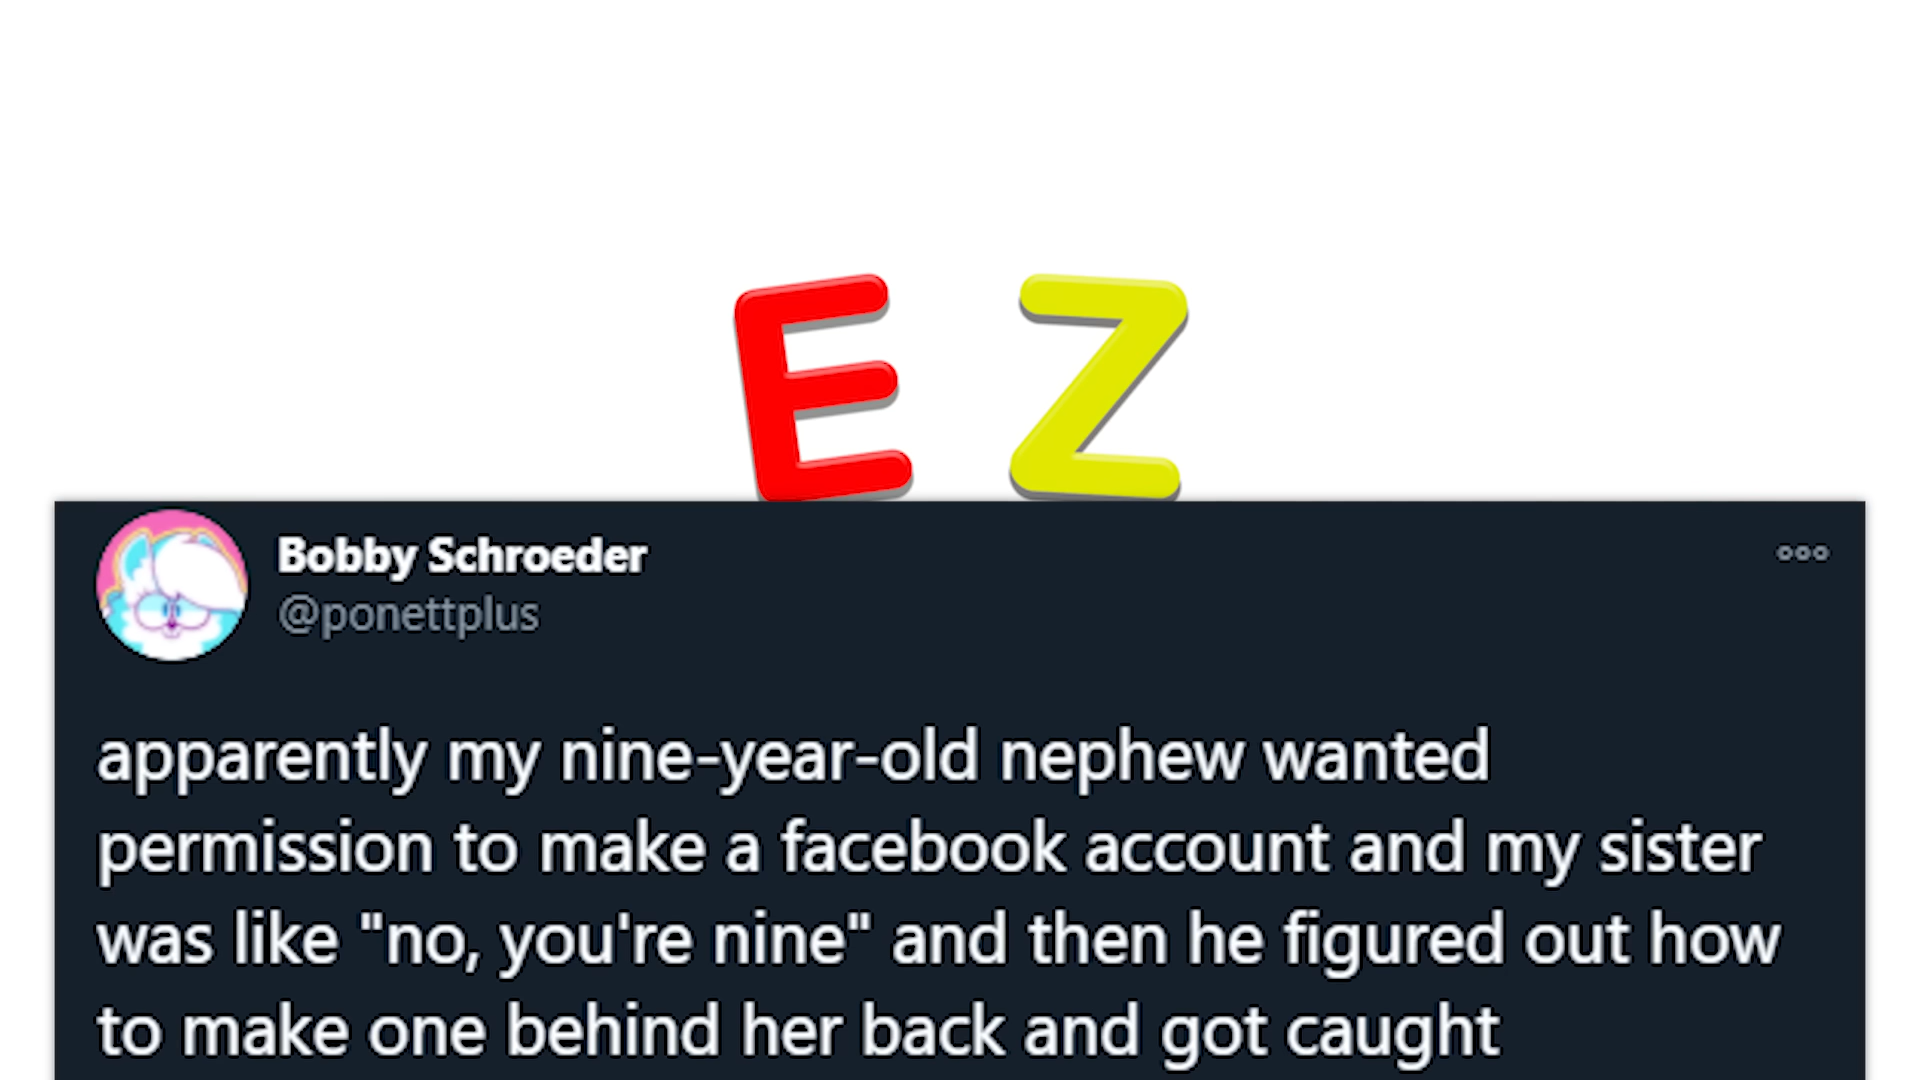 E Z
Bobby Schroeder
@ponettplus
apparently my nine-year-old nephew wanted
permission to make a facebook account and my sister
was like "no, you're nine" and then he figured out how
to make one behind her back and got caught